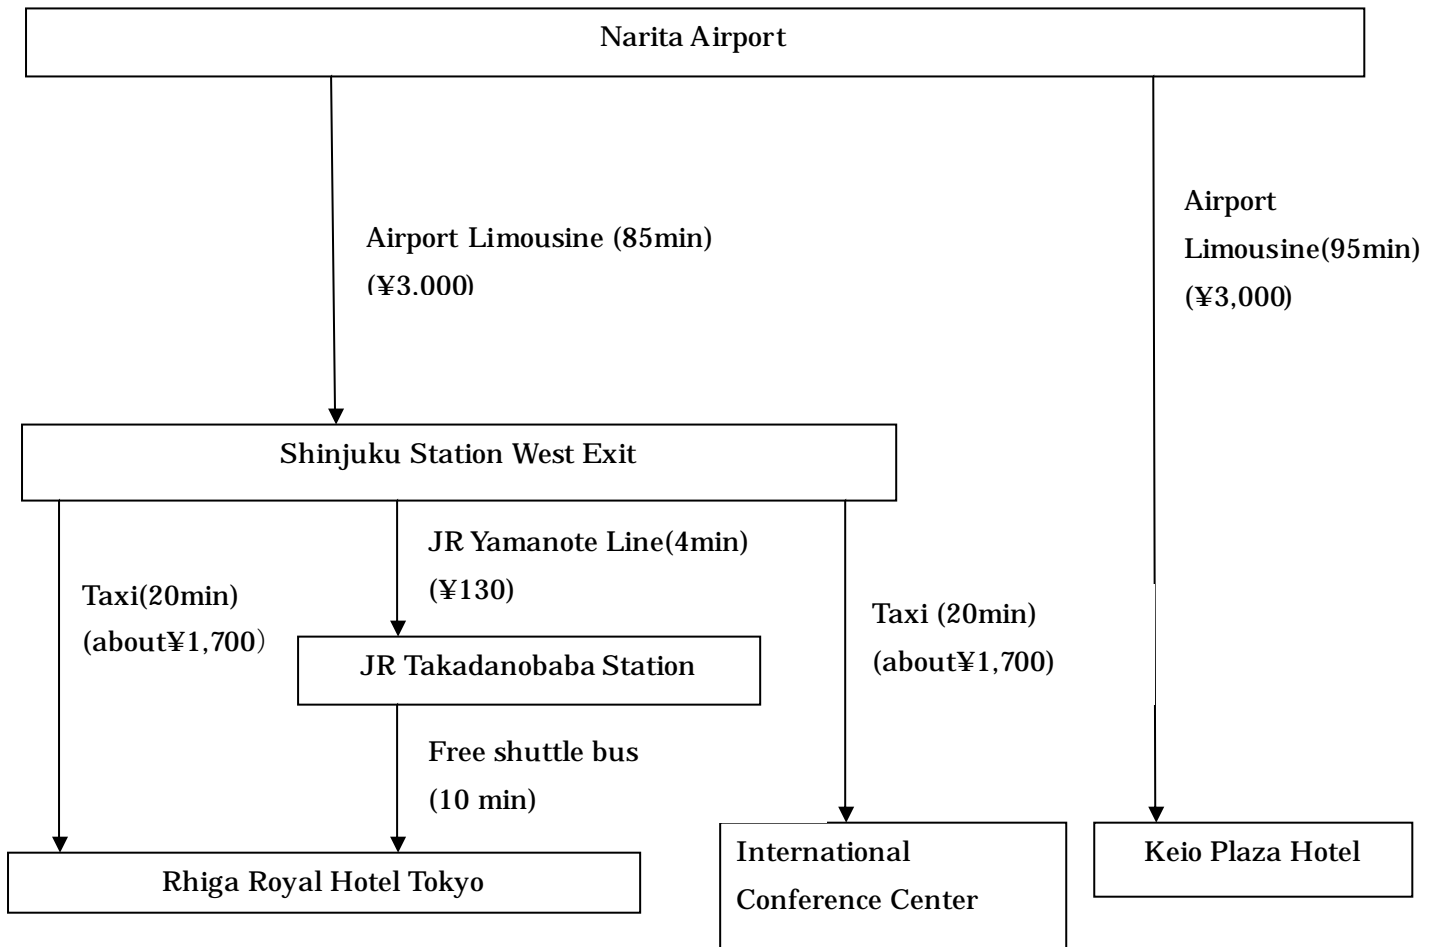 Narita Airport
Airport
Limousine(95min)
(¥3,000)
Airport Limousine (85min)
(¥3.000)
Shinjuku Station West Exit
JR Yamanote Line(4min)
(¥130)
Taxi(20min)
(about¥1,700）
Taxi (20min)
(about¥1,700)
JR Takadanobaba Station
Free shuttle bus
(10 min)
International
Conference Center
Keio Plaza Hotel
Rhiga Royal Hotel Tokyo